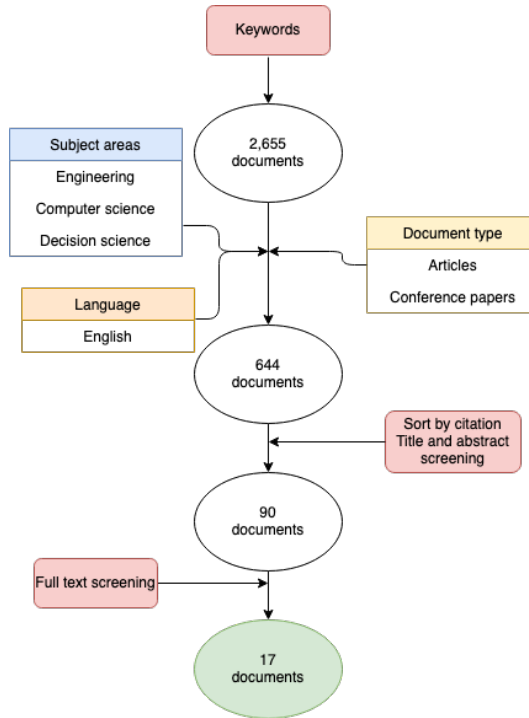 Keywords
2,655
documents
Subject areas
Engineering
Computer science
Decision science
Document type
Articles
Conference papers
Language
English
644
documents
Sort by citation
Title and abstract
screening
90
documents
Full text screening
17
documents